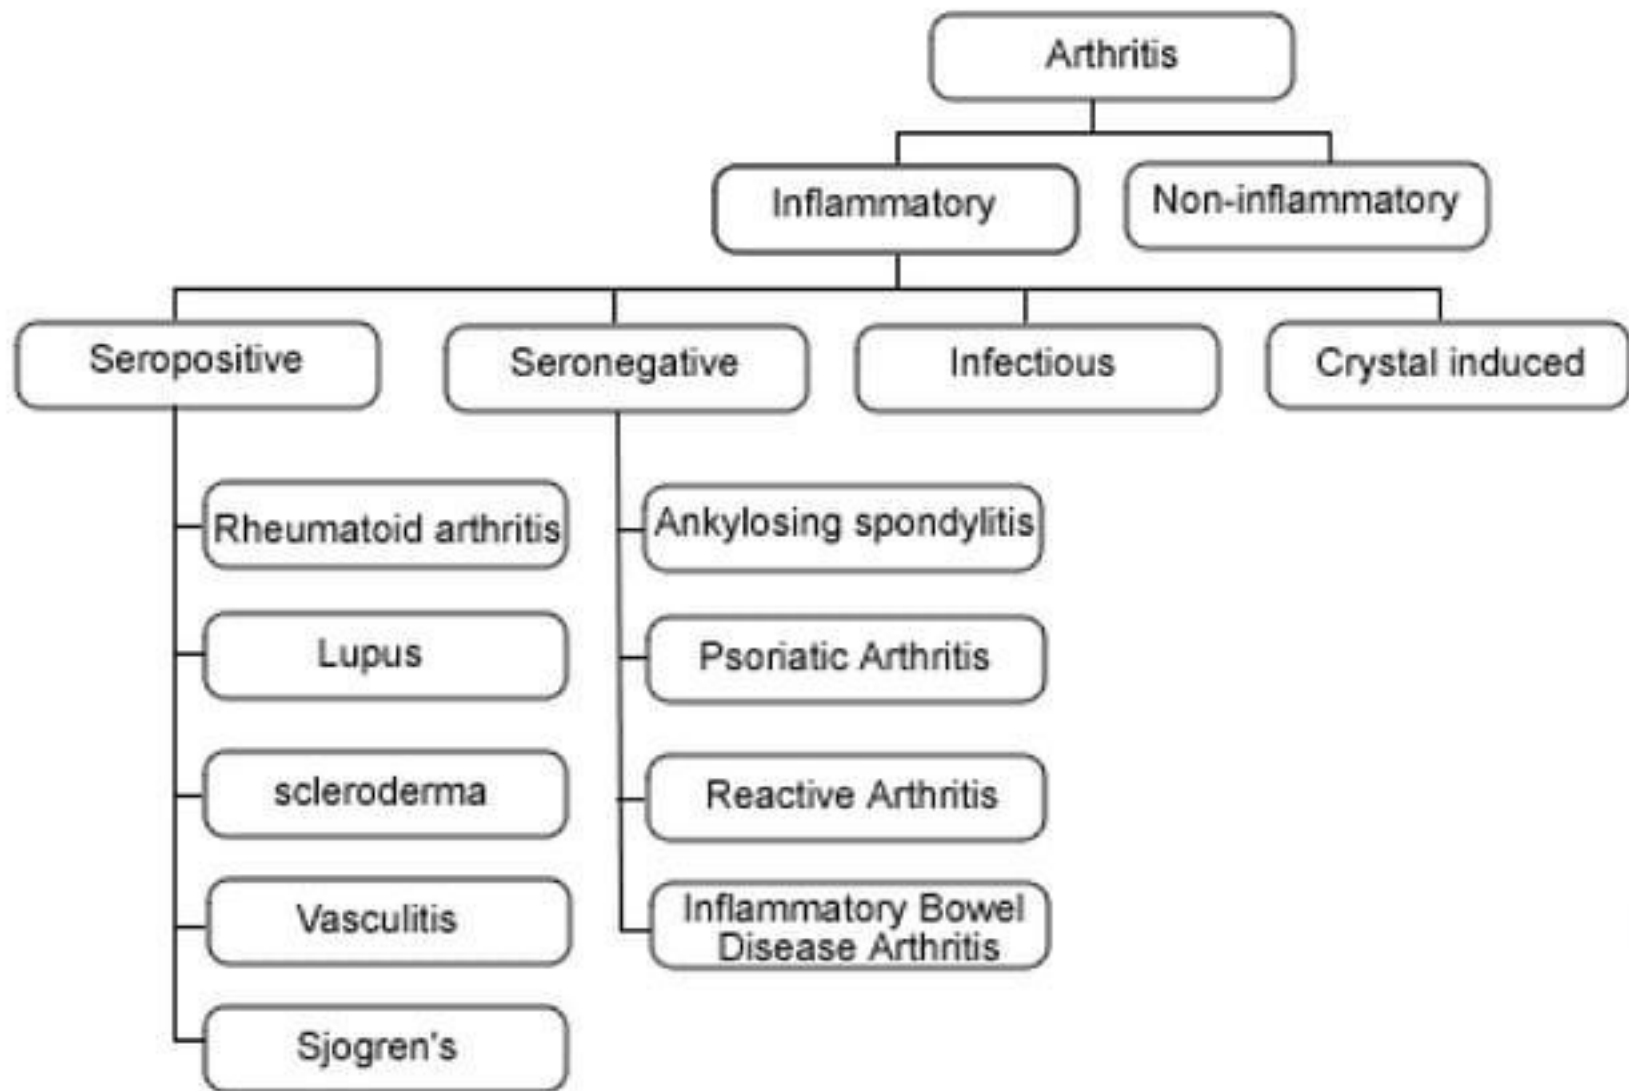 Arthritis
Inflammatory
Non-inflammatory
Seropositive
Seronegative
Infectious
Crystal induced
Rheumatoid arthritis
Lupus
scleroderma
Vasculitis
Sjogren's
Ankylosing spondylitis
Psoriatic Arthritis
Reactive Arthritis
Inflammatory Bowel
Disease Arthritis